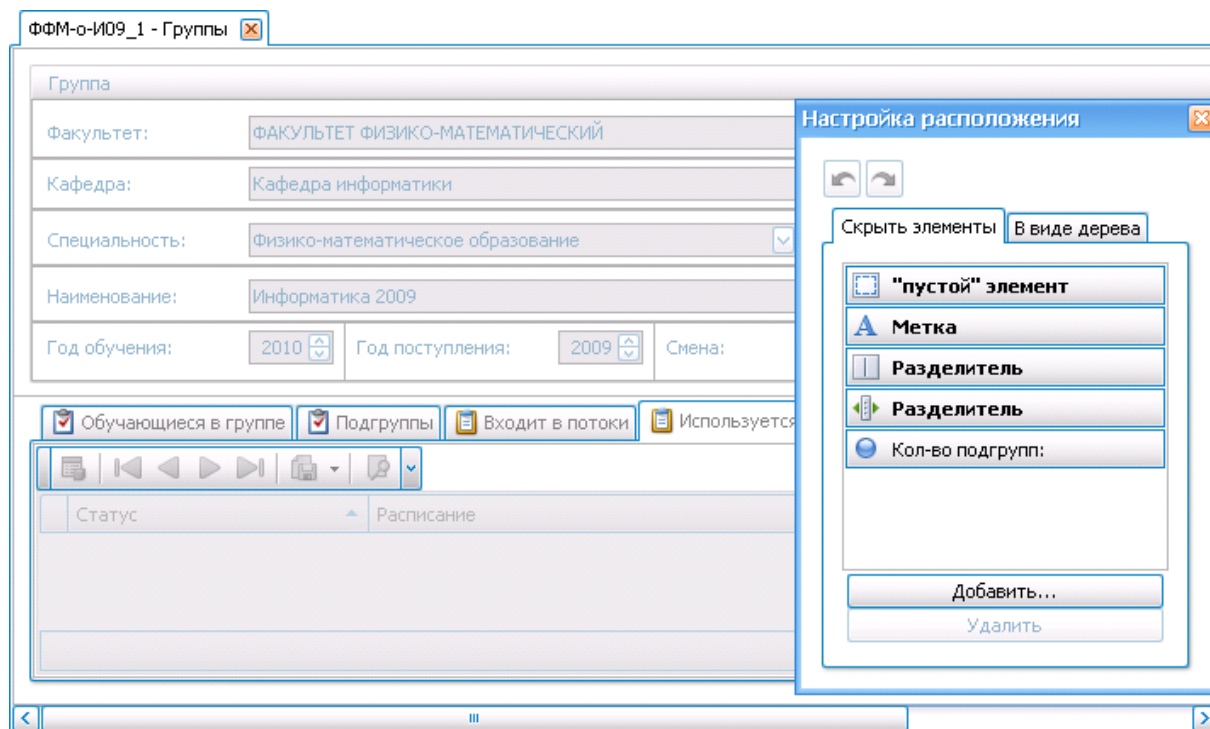 ФФМ-о-И09_1 - Группы
Группа
Факультет: ФАКУЛЬТЕТ ФИЗИКО-МАТЕМАТИЧЕСКИЙ
Кафедра: Кафедра информатики
Специальность: Физико-математическое образование
Наименование: Информатика 2009
Год обучения: 2010 Год поступления: 2009 Смена:
Обучающиеся в группе Подгруппы Входит в потоки Используется
Статус Расписание
Настройка расположения
Скрыть элементы В виде дерева
"пустой" элемент
Метка
Разделитель
Разделитель
Кол-во подгрупп:
Добавить...
Удалить